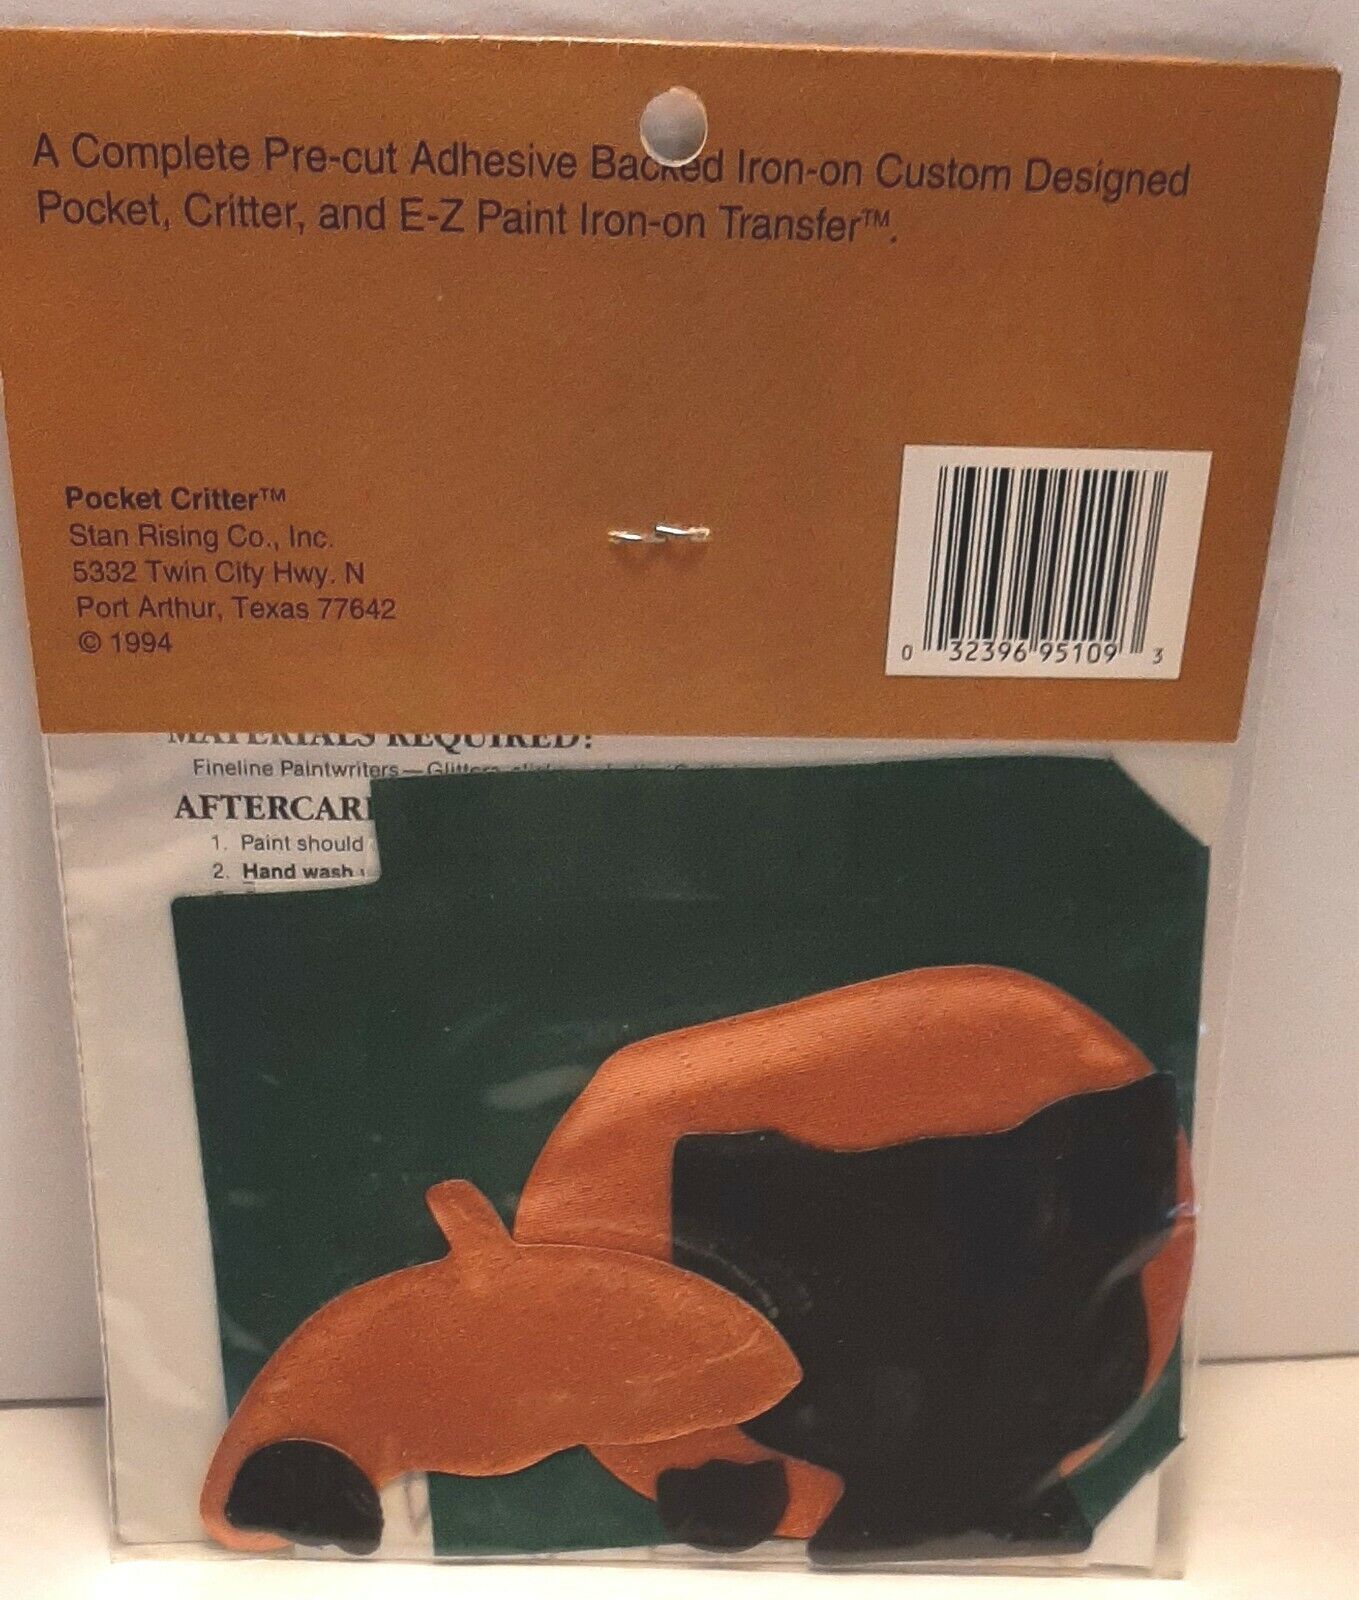 A Complete Pre-cut Adhesive Backed Iron-on Custom Designed
Pocket, Critter, and E-Z Paint Iron-on Transfer™.
Pocket Critter™
Stan Rising Co., Inc.
5332 Twin City Hwy. N
Port Arthur, Texas 77642
© 1994
0 32396 95109 3
MATERIALS REQUIRED:
Fineline Paintwriters—Glitters
AFTERCARE
1. Paint should
2. Hand wash